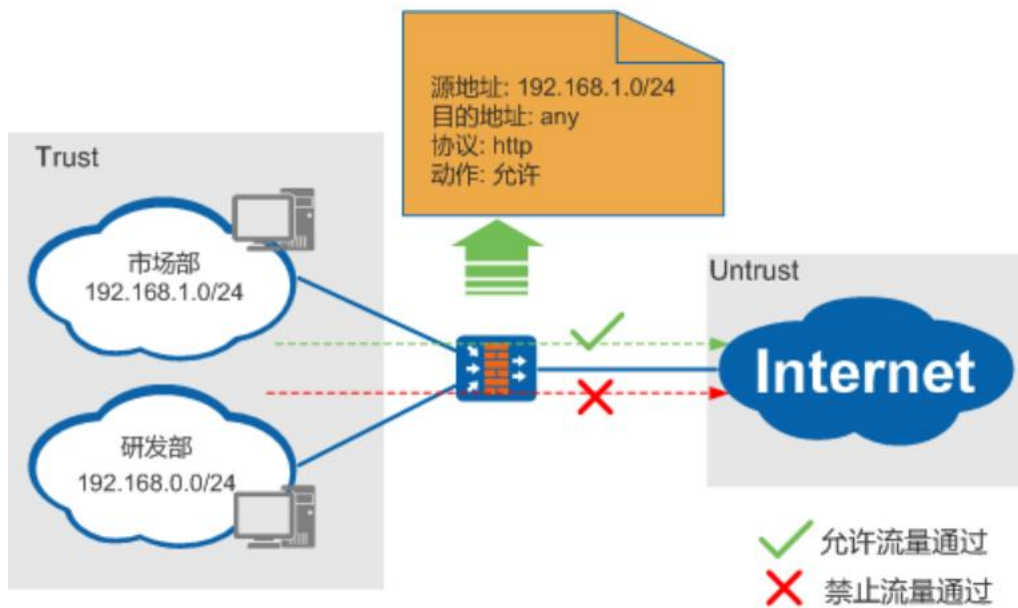 源地址: 192.168.1.0/24
目的地址: any
协议: http
动作: 允许
Trust
市场部
192.168.1.0/24
Untrust
Internet
研发部
192.168.0.0/24
允许流量通过
禁止流量通过